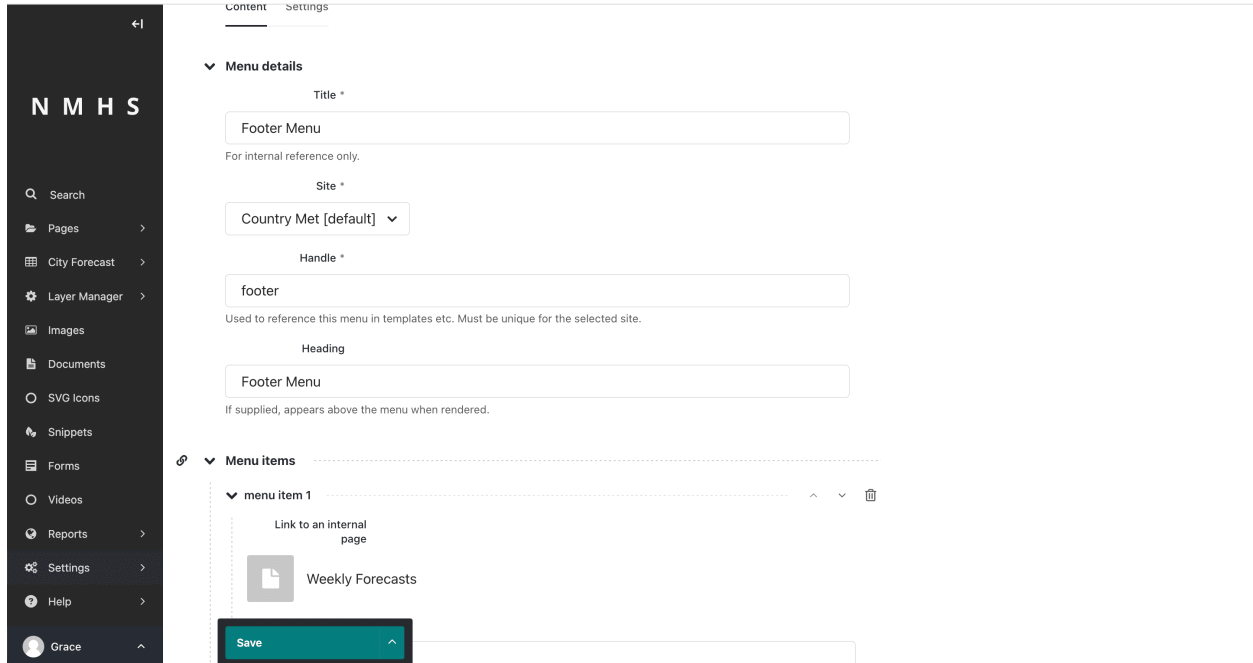 Content Settings
N M H S
Search
Pages
City Forecast
Layer Manager
Images
Documents
SVG Icons
Snippets
Forms
Videos
Reports
Settings
Help
Grace
Menu details
Title *
Footer Menu
For internal reference only.
Site *
Country Met [default]
Handle *
footer
Used to reference this menu in templates etc. Must be unique for the selected site.
Heading
Footer Menu
If supplied, appears above the menu when rendered.
Menu items
menu item 1
Link to an internal
page
Weekly Forecasts
Save